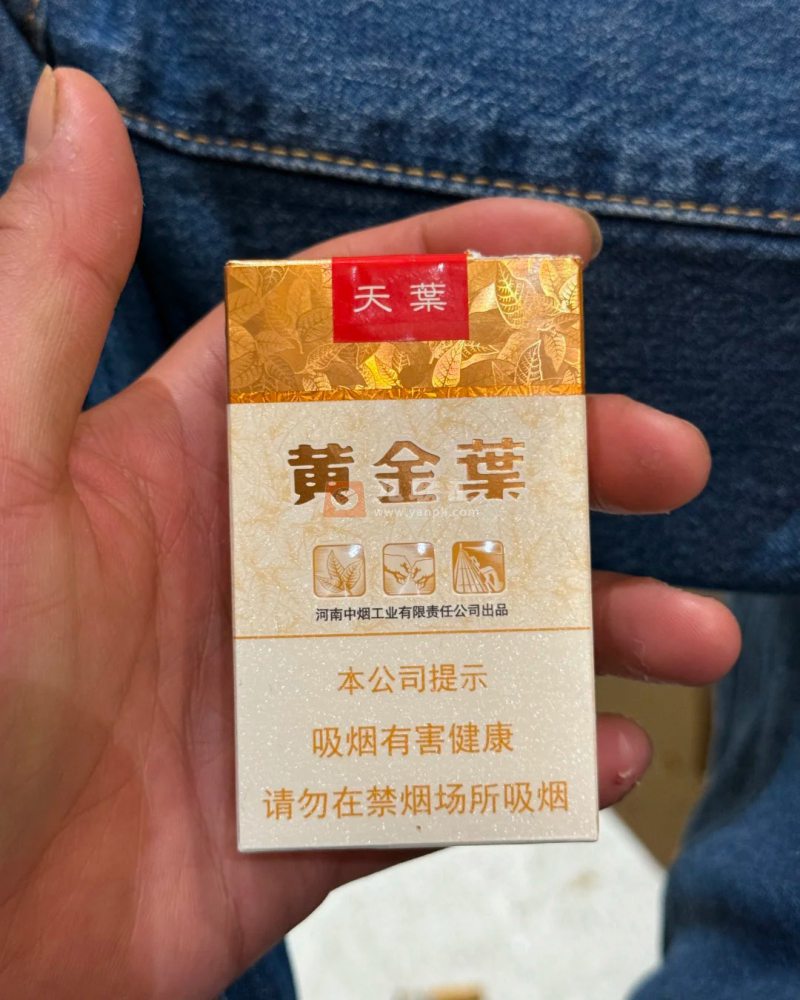 天葉
黄金葉
www.yanpk.com
河南中烟工业有限责任公司出品
本公司提示
吸烟有害健康
请勿在禁烟场所吸烟